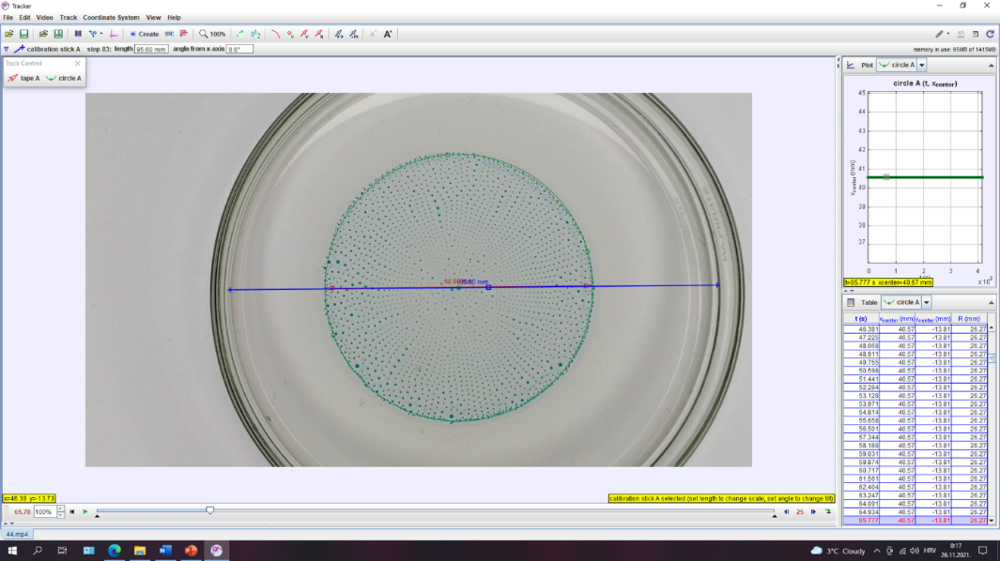 Tracker
File Edit Video Track Coordinate System View Help
Create 100%
calibration stick A step 83: length 95.60 mm angle from x-axis 0.6° memory in use: 65MB of 1415MB
Track Control
tape A circle A
95.60 mm
Plot circle A
circle A (t, xcenter)
xcenter (mm)
45
44
43
42
41
40
39
38
37
0 1 2 3 4
x10²
t=65.777 s xcenter=40.57 mm
Table circle A
t (s) xcenter (mm) ycenter (mm) R (mm)
46.381 40.57 -13.81 26.27
47.225 40.57 -13.81 26.27
48.068 40.57 -13.81 26.27
48.911 40.57 -13.81 26.27
49.755 40.57 -13.81 26.27
50.598 40.57 -13.81 26.27
51.441 40.57 -13.81 26.27
52.284 40.57 -13.81 26.27
53.128 40.57 -13.81 26.27
53.971 40.57 -13.81 26.27
54.814 40.57 -13.81 26.27
55.658 40.57 -13.81 26.27
56.501 40.57 -13.81 26.27
57.344 40.57 -13.81 26.27
58.188 40.57 -13.81 26.27
59.031 40.57 -13.81 26.27
59.874 40.57 -13.81 26.27
60.717 40.57 -13.81 26.27
61.561 40.57 -13.81 26.27
62.404 40.57 -13.81 26.27
63.247 40.57 -13.81 26.27
64.091 40.57 -13.81 26.27
64.934 40.57 -13.81 26.27
65.777 40.57 -13.81 26.27
x=46.38 y=-13.73
calibration stick A selected (set length to change scale, set angle to change tilt)
65.78 100% 25
44.mp4
3°C Cloudy HRV 0:17
26.11.2021.